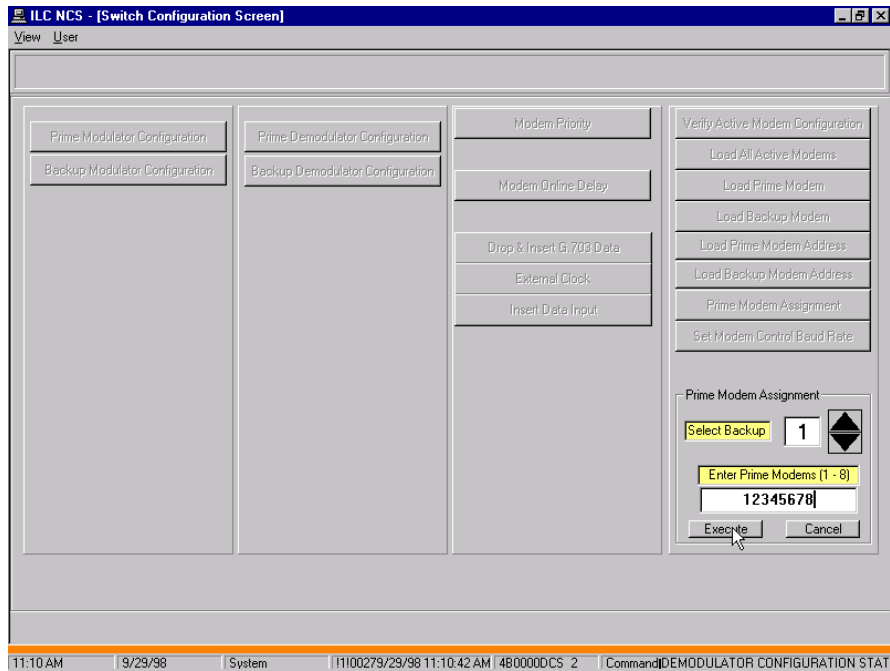 ILC NCS - [Switch Configuration Screen]
View User
Prime Modulator Configuration
Backup Modulator Configuration
Prime Demodulator Configuration
Backup Demodulator Configuration
Modem Priority
Modem Online Delay
Drop & Insert G.703 Data
External Clock
Insert Data Input
Verify Active Modem Configuration
Load All Active Modems
Load Prime Modem
Load Backup Modem
Load Prime Modem Address
Load Backup Modem Address
Prime Modem Assignment
Set Modem Control Baud Rate
Prime Modem Assignment
Select Backup 1
Enter Prime Modems (1 - 8)
12345678
Execute Cancel
11:10 AM 9/29/98 System !1!00279/29/98 11:10:42 AM 4B0000DCS 2 Command DEMODULATOR CONFIGURATION STAT